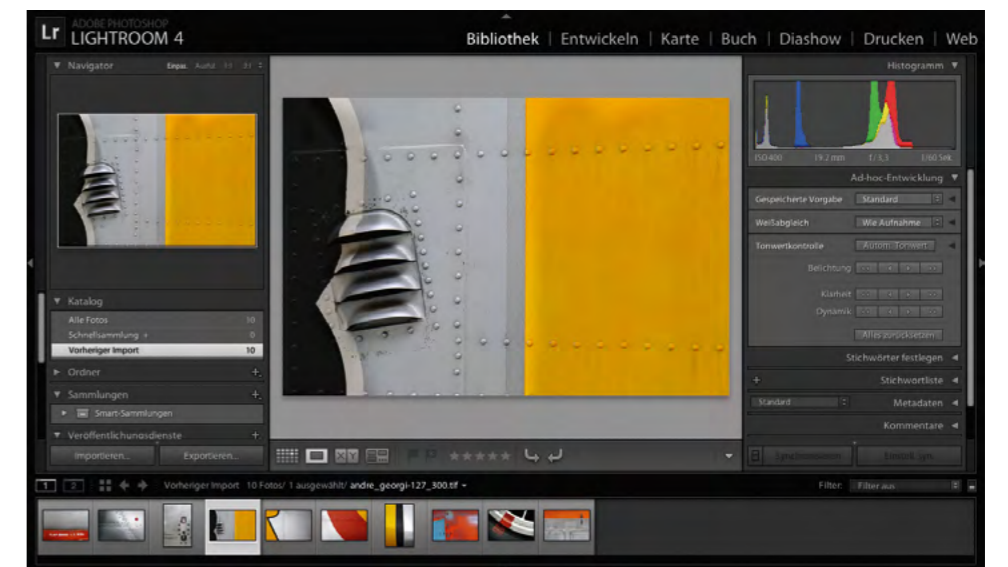 Lr ADOBE PHOTOSHOP
LIGHTROOM 4
Bibliothek | Entwickeln | Karte | Buch | Diashow | Drucken | Web
Navigator Einpas.
Katalog
Alle Fotos 10
Schnellsammlung + 0
Vorheriger Import 10
Ordner +
Sammlungen +
Smart-Sammlungen
Veröffentlichungsdienste +
Importieren... Exportieren...
Histogramm
ISO 400 19.2 mm 1/60 Sek.
Ad-hoc-Entwicklung
Gespeicherte Vorgabe Standard
Weißabgleich Wie Aufnahme
Tonwertkontrolle Autom. Tonwert
Belichtung
Klarheit
Dynamik
Alles zurücksetzen
Stichwörter festlegen
+ Stichwortliste
Standard Metadaten
Kommentare
X Y
1 2 Vorheriger Import 10 Fotos/ 1 ausgewählt/ andre_georgi-127_300.tif
Filter: Filter aus